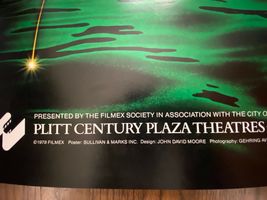 PRESENTED BY THE FILMEX SOCIETY IN ASSOCIATION WITH THE CITY O
PLITT CENTURY PLAZA THEATRES
©1978 FILMEX Poster: SULLIVAN & MARKS INC. Design: JOHN DAVID MOORE Photography: GEHRING AV